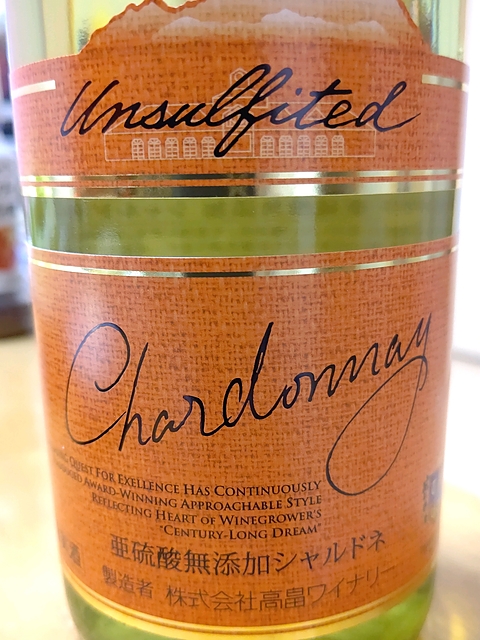 Unsulfited
Chardonnay
Quest For Exellence Has Continuously
Award-Winning Approachable Style
Reflecting Heart of Winegrower's
"Century-Long Dream"
亜硫酸無添加シャルドネ
製造者 株式会社高畠ワイナリー